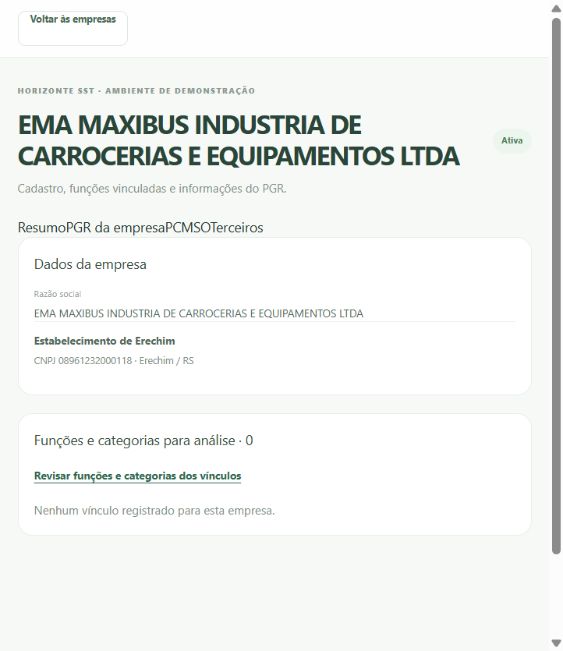 Voltar às empresas
HORIZONTE SST · AMBIENTE DE DEMONSTRAÇÃO
EMA MAXIBUS INDUSTRIA DE
CARROCERIAS E EQUIPAMENTOS LTDA
Ativa
Cadastro, funções vinculadas e informações do PGR.
ResumoPGR da empresaPCMSOTerceiros
Dados da empresa
Razão social
EMA MAXIBUS INDUSTRIA DE CARROCERIAS E EQUIPAMENTOS LTDA
Estabelecimento de Erechim
CNPJ 08961232000118 · Erechim / RS
Funções e categorias para análise · 0
Revisar funções e categorias dos vínculos
Nenhum vínculo registrado para esta empresa.